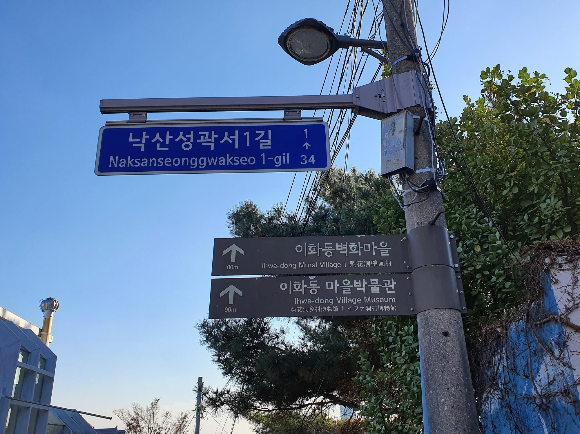 낙산성곽서1길
Naksanseonggwakseo 1-gil
1
↑
34
이화동벽화마을
Ihwa-dong Mural Village
이화동 마을박물관
Ihwa-dong Village Museum
90m